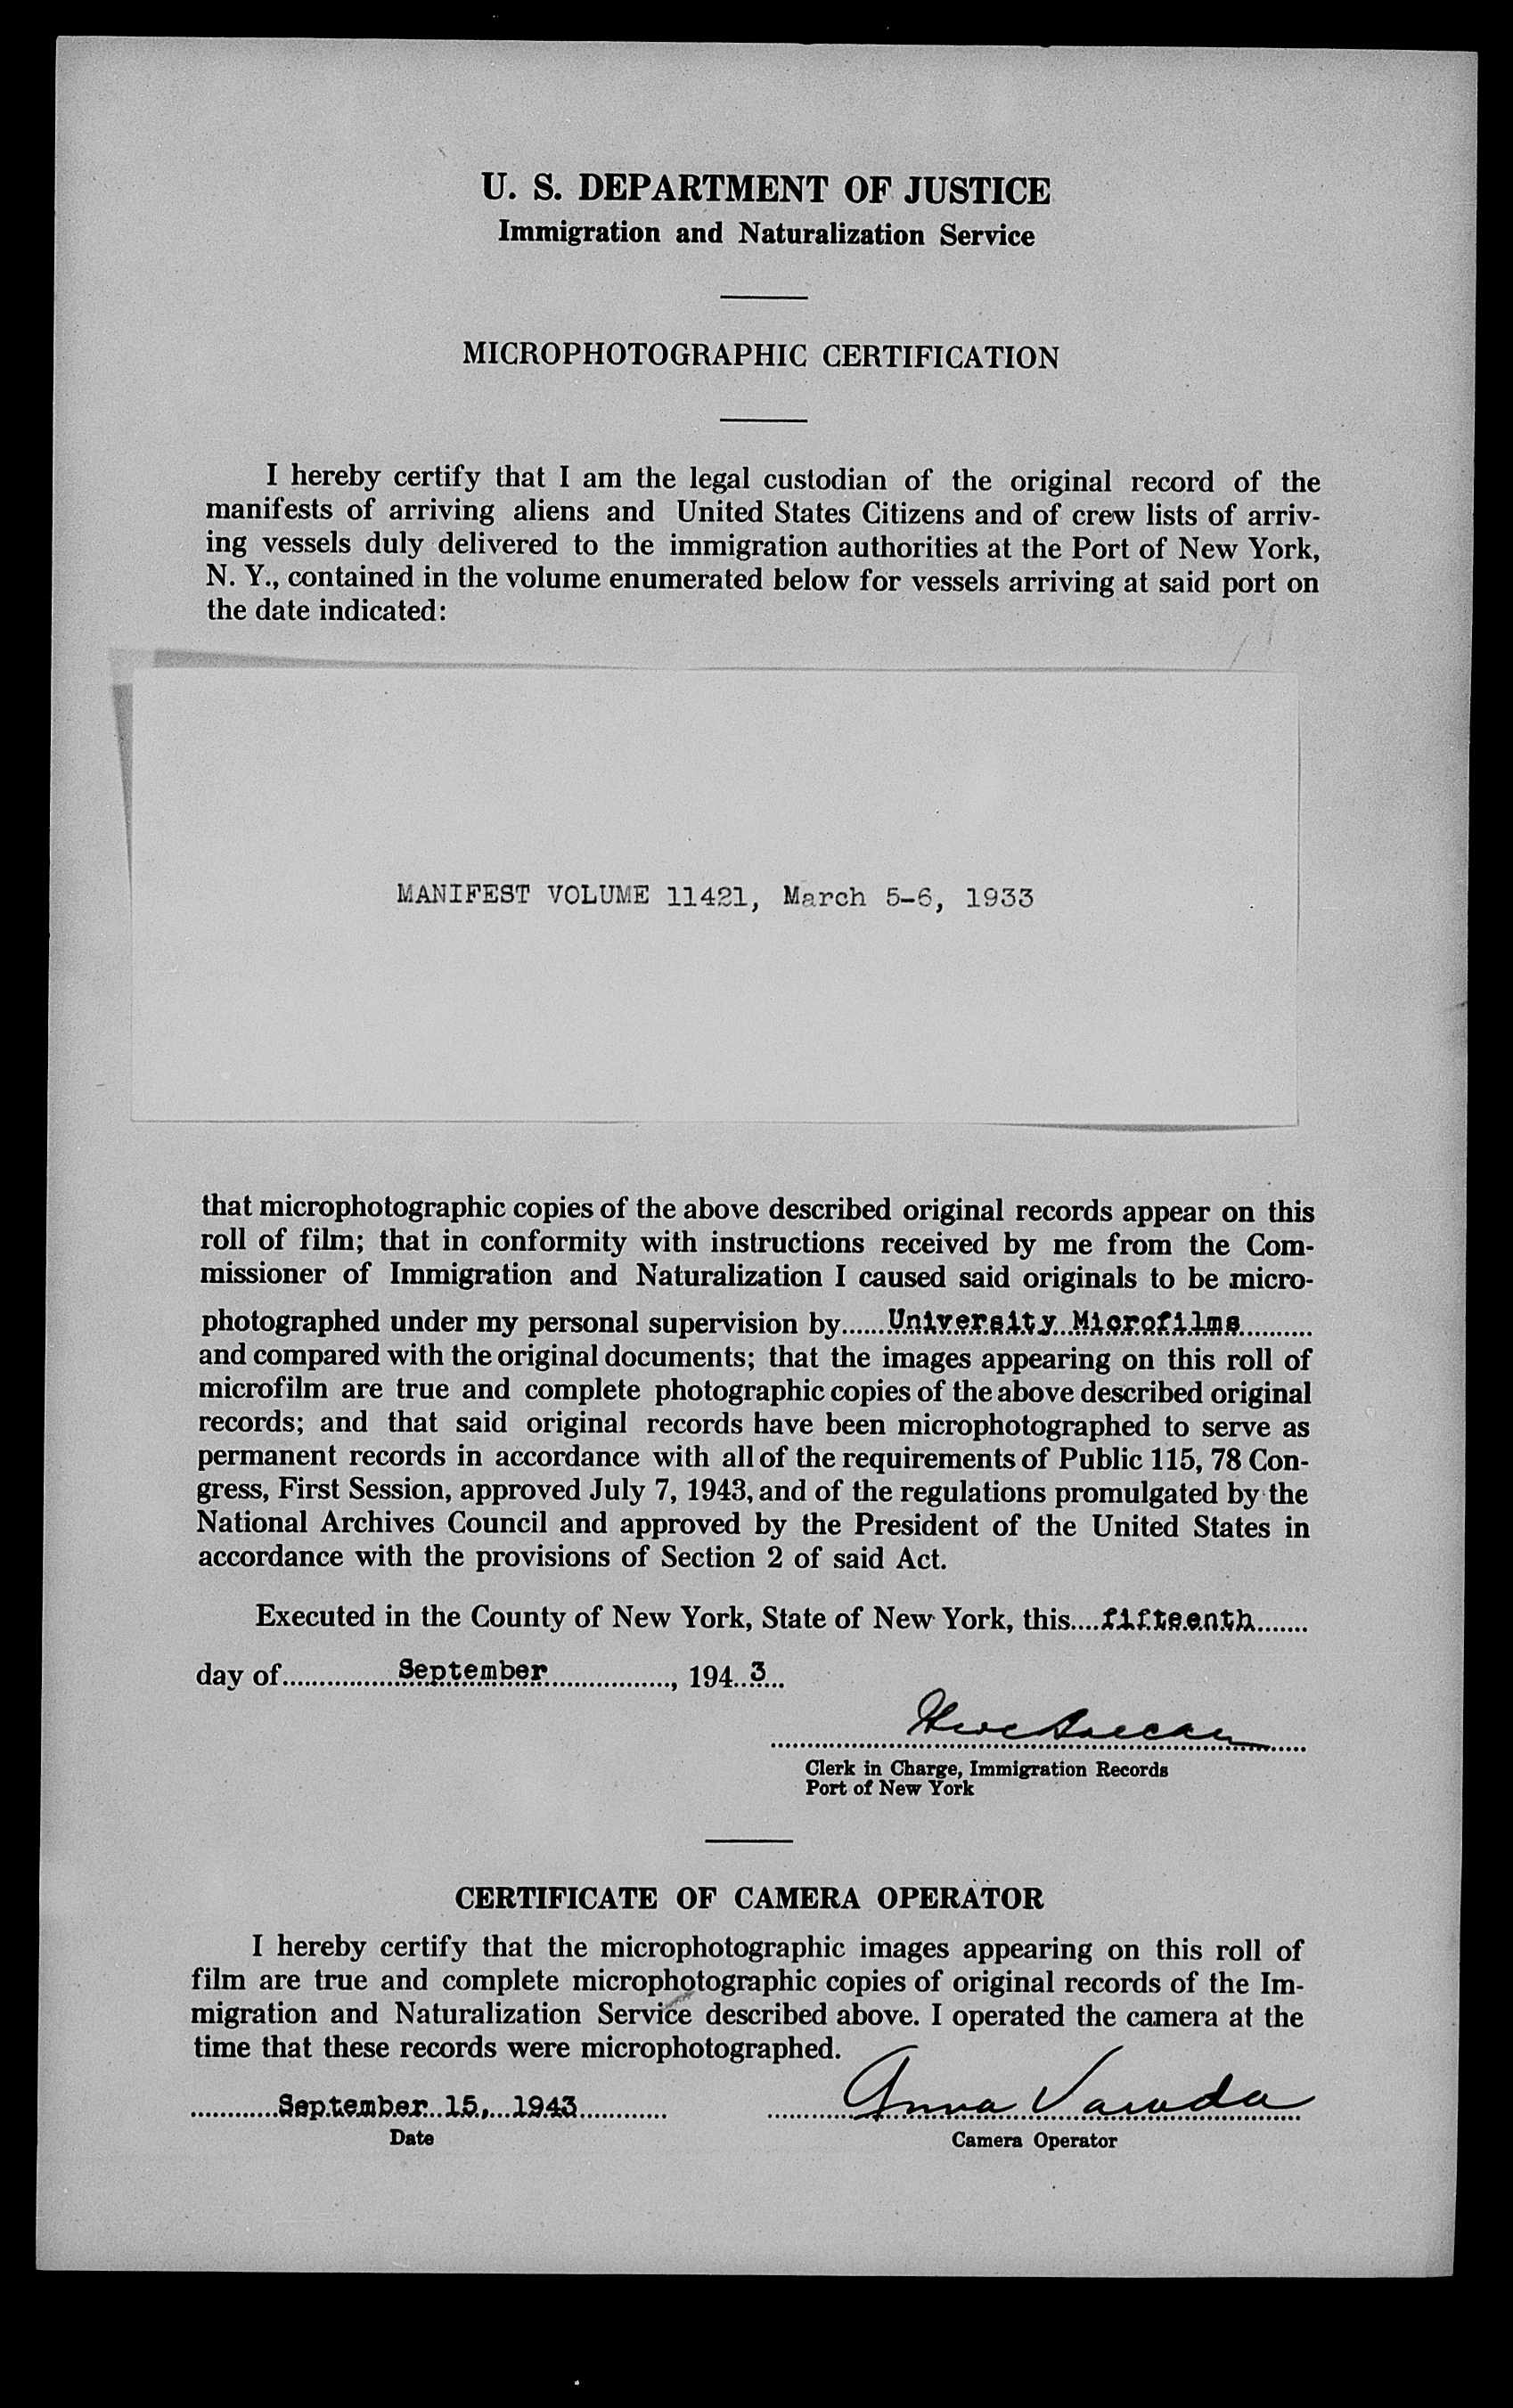 U. S. DEPARTMENT OF JUSTICE
Immigration and Naturalization Service
MICROPHOTOGRAPHIC CERTIFICATION
I hereby certify that I am the legal custodian of the original record of the
manifests of arriving aliens and United States Citizens and of crew lists of arriv-
ing vessels duly delivered to the immigration authorities at the Port of New York,
N. Y., contained in the volume enumerated below for vessels arriving at said port on
the date indicated:
MANIFEST VOLUME 11421, March 5-6, 1933
that microphotographic copies of the above described original records appear on this
roll of film; that in conformity with instructions received by me from the Com-
missioner of Immigration and Naturalization I caused said originals to be micro-
photographed under my personal supervision by......University Microfilms..........
and compared with the original documents; that the images appearing on this roll of
microfilm are true and complete photographic copies of the above described original
records; and that said original records have been microphotographed to serve as
permanent records in accordance with all of the requirements of Public 115, 78 Con-
gress, First Session, approved July 7, 1943, and of the regulations promulgated by the
National Archives Council and approved by the President of the United States in
accordance with the provisions of Section 2 of said Act.
Executed in the County of New York, State of New York, this....fifteenth.......
day of................September................., 194..3...
Clerk in Charge, Immigration Records
Port of New York
CERTIFICATE OF CAMERA OPERATOR
I hereby certify that the microphotographic images appearing on this roll of
film are true and complete microphotographic copies of original records of the Im-
migration and Naturalization Service described above. I operated the camera at the
time that these records were microphotographed.
............September 15, 1943............ Anna
Date Camera Operator